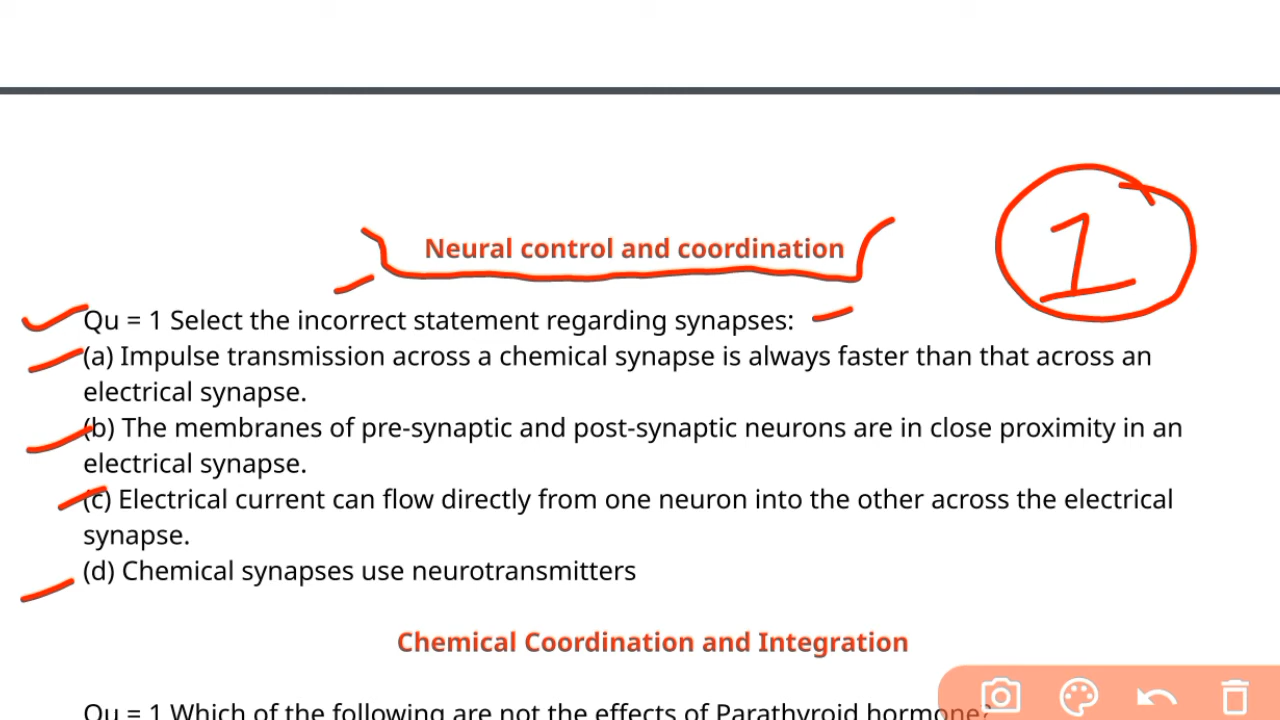 1
Neural control and coordination
Qu = 1 Select the incorrect statement regarding synapses:
(a) Impulse transmission across a chemical synapse is always faster than that across an
electrical synapse.
(b) The membranes of pre-synaptic and post-synaptic neurons are in close proximity in an
electrical synapse.
(c) Electrical current can flow directly from one neuron into the other across the electrical
synapse.
(d) Chemical synapses use neurotransmitters
Chemical Coordination and Integration
Qu = 1 Which of the following are not the effects of Parathyroid hormone?